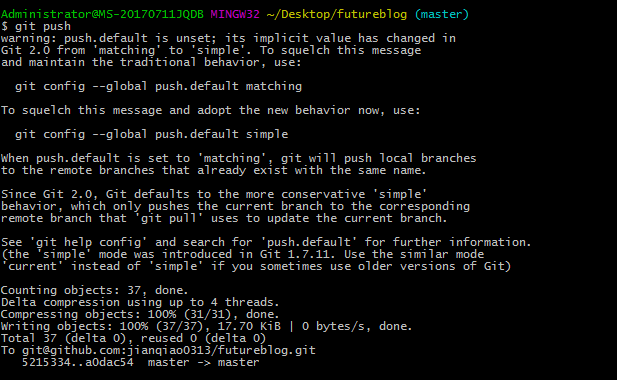 Administrator@MS-20170711JQDB MINGW32 ~/Desktop/futureblog (master)
$ git push
warning: push.default is unset; its implicit value has changed in
Git 2.0 from 'matching' to 'simple'. To squelch this message
and maintain the traditional behavior, use:
git config --global push.default matching
To squelch this message and adopt the new behavior now, use:
git config --global push.default simple
When push.default is set to 'matching', git will push local branches
to the remote branches that already exist with the same name.
Since Git 2.0, Git defaults to the more conservative 'simple'
behavior, which only pushes the current branch to the corresponding
remote branch that 'git pull' uses to update the current branch.
See 'git help config' and search for 'push.default' for further information.
(the 'simple' mode was introduced in Git 1.7.11. Use the similar mode
'current' instead of 'simple' if you sometimes use older versions of Git)
Counting objects: 37, done.
Delta compression using up to 4 threads.
Compressing objects: 100% (31/31), done.
Writing objects: 100% (37/37), 17.70 KiB | 0 bytes/s, done.
Total 37 (delta 0), reused 0 (delta 0)
To git@github.com:jianqiao0313/futureblog.git
5215334..a0dac54  master -> master